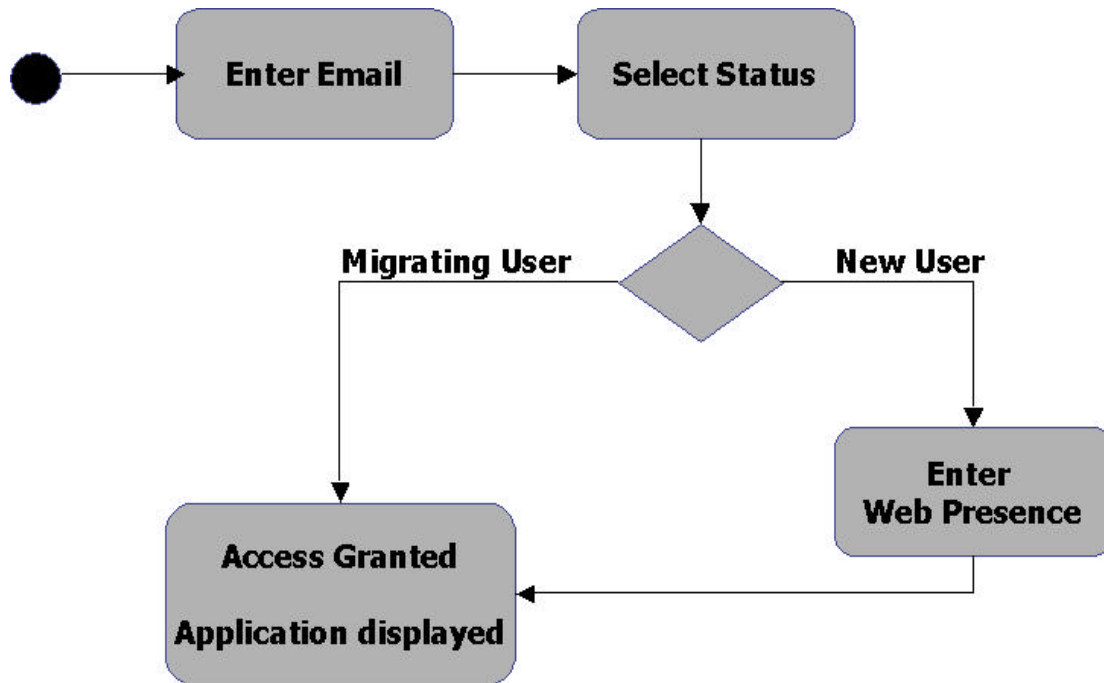 Enter Email
Select Status
Migrating User
New User
Enter
Web Presence
Access Granted
Application displayed